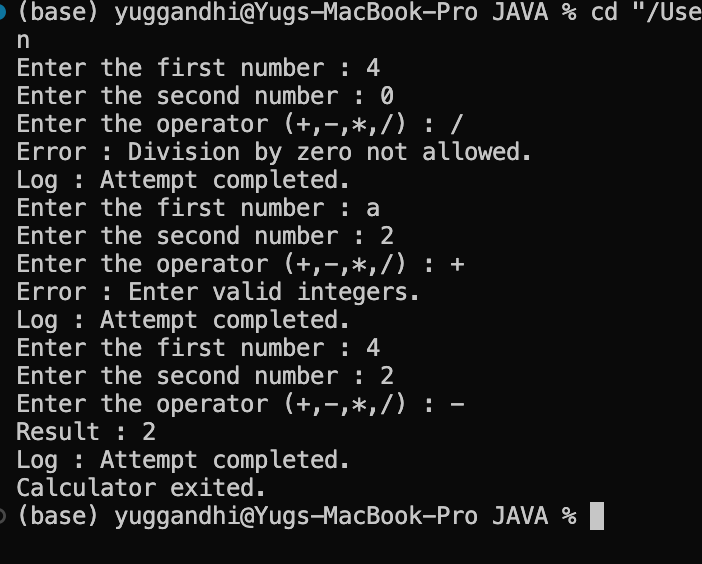 (base) yuggandhi@Yugs-MacBook-Pro JAVA % cd "/Use
n
Enter the first number : 4
Enter the second number : 0
Enter the operator (+,-,*,/) : /
Error : Division by zero not allowed.
Log : Attempt completed.
Enter the first number : a
Enter the second number : 2
Enter the operator (+,-,*,/) : +
Error : Enter valid integers.
Log : Attempt completed.
Enter the first number : 4
Enter the second number : 2
Enter the operator (+,-,*,/) : -
Result : 2
Log : Attempt completed.
Calculator exited.
(base) yuggandhi@Yugs-MacBook-Pro JAVA %